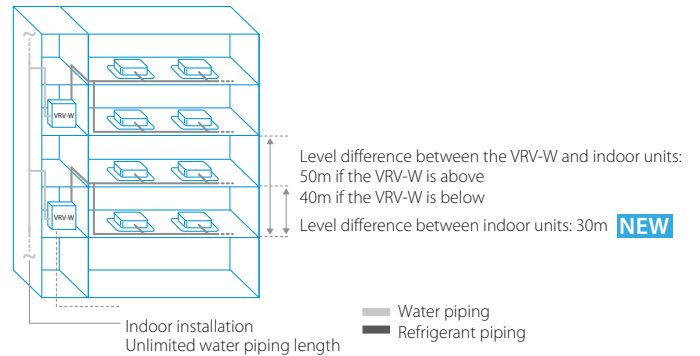 VRV-W
VRV-W
Level difference between the VRV-W and indoor units:
50m if the VRV-W is above
40m if the VRV-W is below
Level difference between indoor units: 30m NEW
Indoor installation
Unlimited water piping length
Water piping
Refrigerant piping